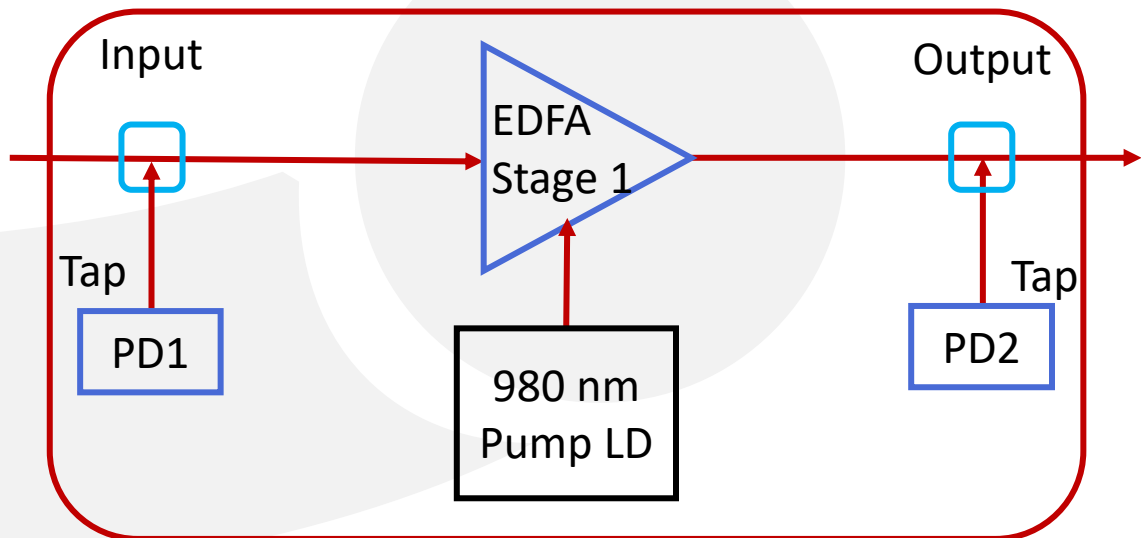 Input
Output
EDFA
Stage 1
Tap
Tap
PD1
PD2
980 nm
Pump LD